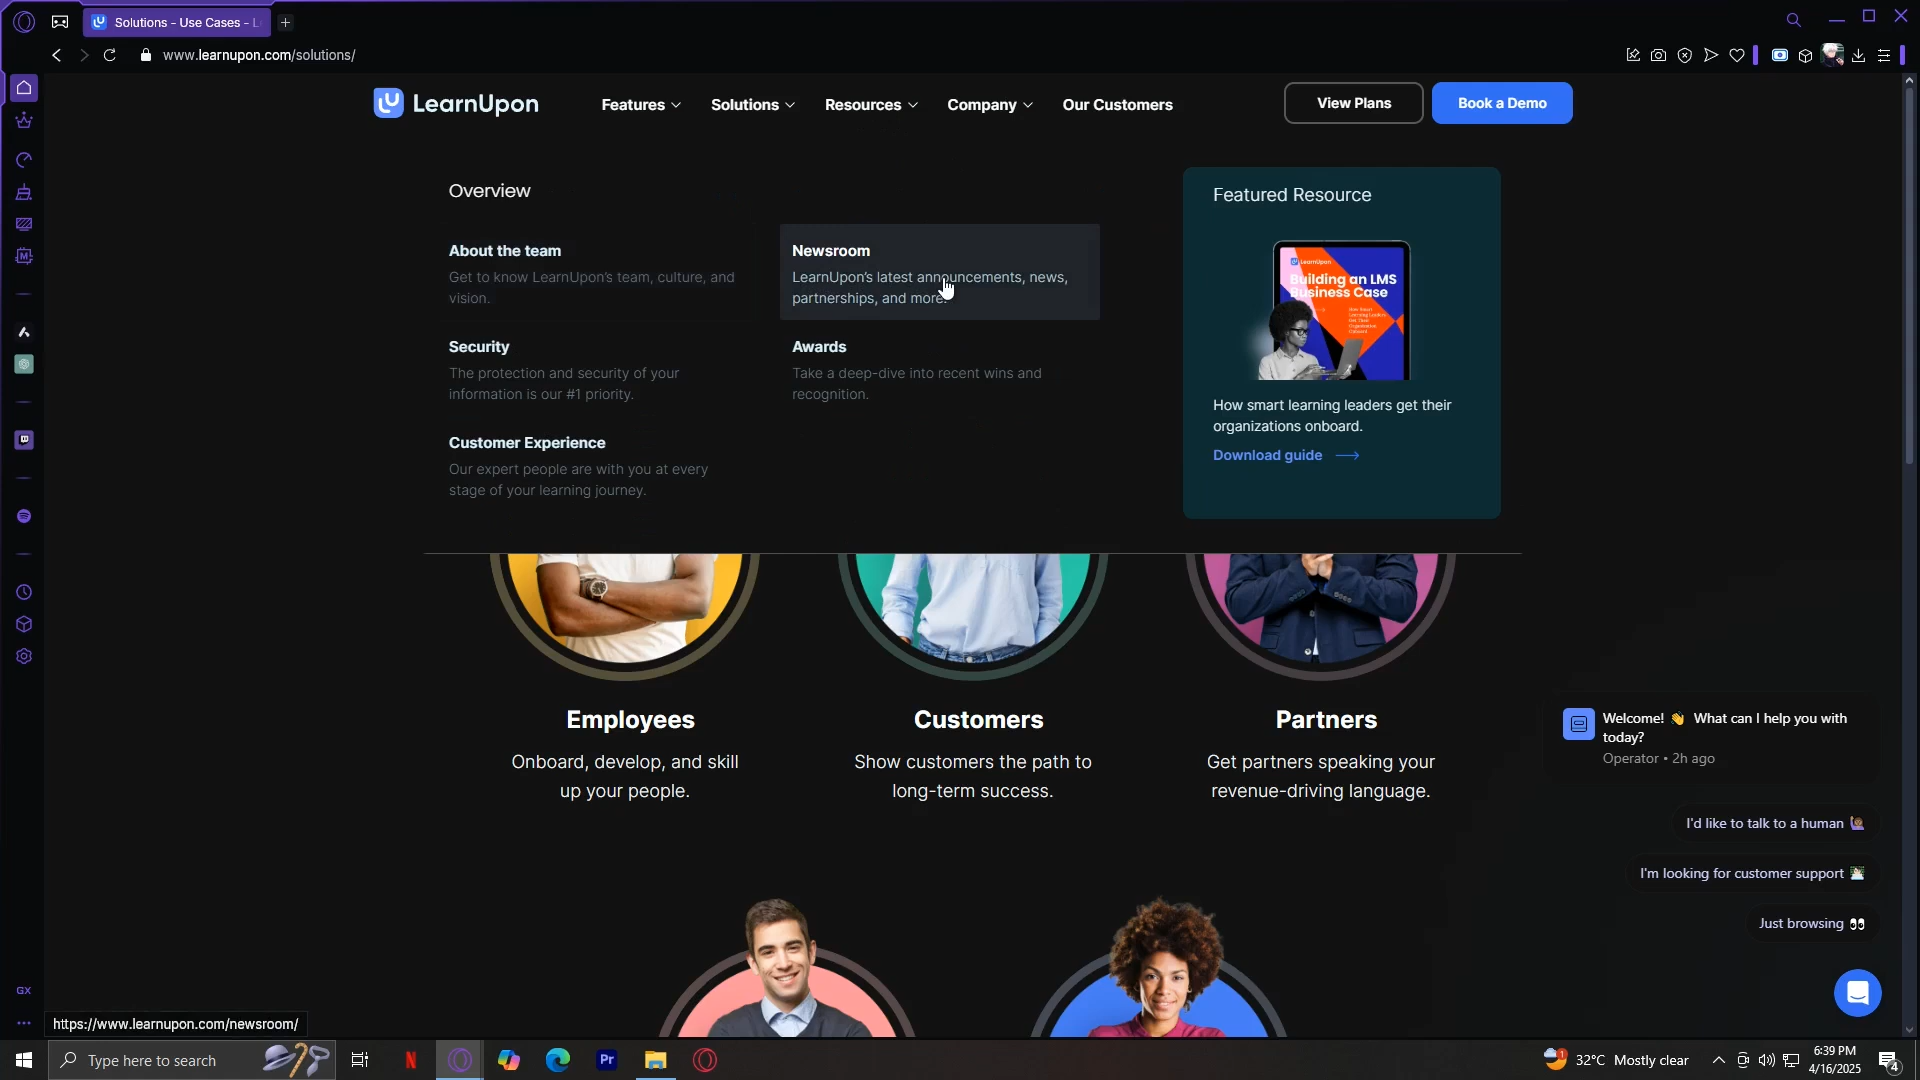 Solutions - Use Cases - L
www.learnupon.com/solutions/
LearnUpon
Features
Solutions
Resources
Company
Our Customers
View Plans
Book a Demo
Overview
About the team
Get to know LearnUpon's team, culture, and
vision.
Newsroom
LearnUpon's latest announcements, news,
partnerships, and more.
Security
The protection and security of your
information is our #1 priority.
Awards
Take a deep-dive into recent wins and
recognition.
Customer Experience
Our expert people are with you at every
stage of your learning journey.
Featured Resource
LearnUpon
Building an LMS
Business Case
How smart learning leaders get their
organizations onboard.
Download guide
Employees
Onboard, develop, and skill
up your people.
Customers
Show customers the path to
long-term success.
Partners
Get partners speaking your
revenue-driving language.
Welcome! 👋 What can I help you with
today?
Operator • 2h ago
I'd like to talk to a human 🙋🏽
I'm looking for customer support
Just browsing 👀
GX
https://www.learnupon.com/newsroom/
Type here to search
N
Pr
1
32°C Mostly clear
6:39 PM
4/16/2025
4